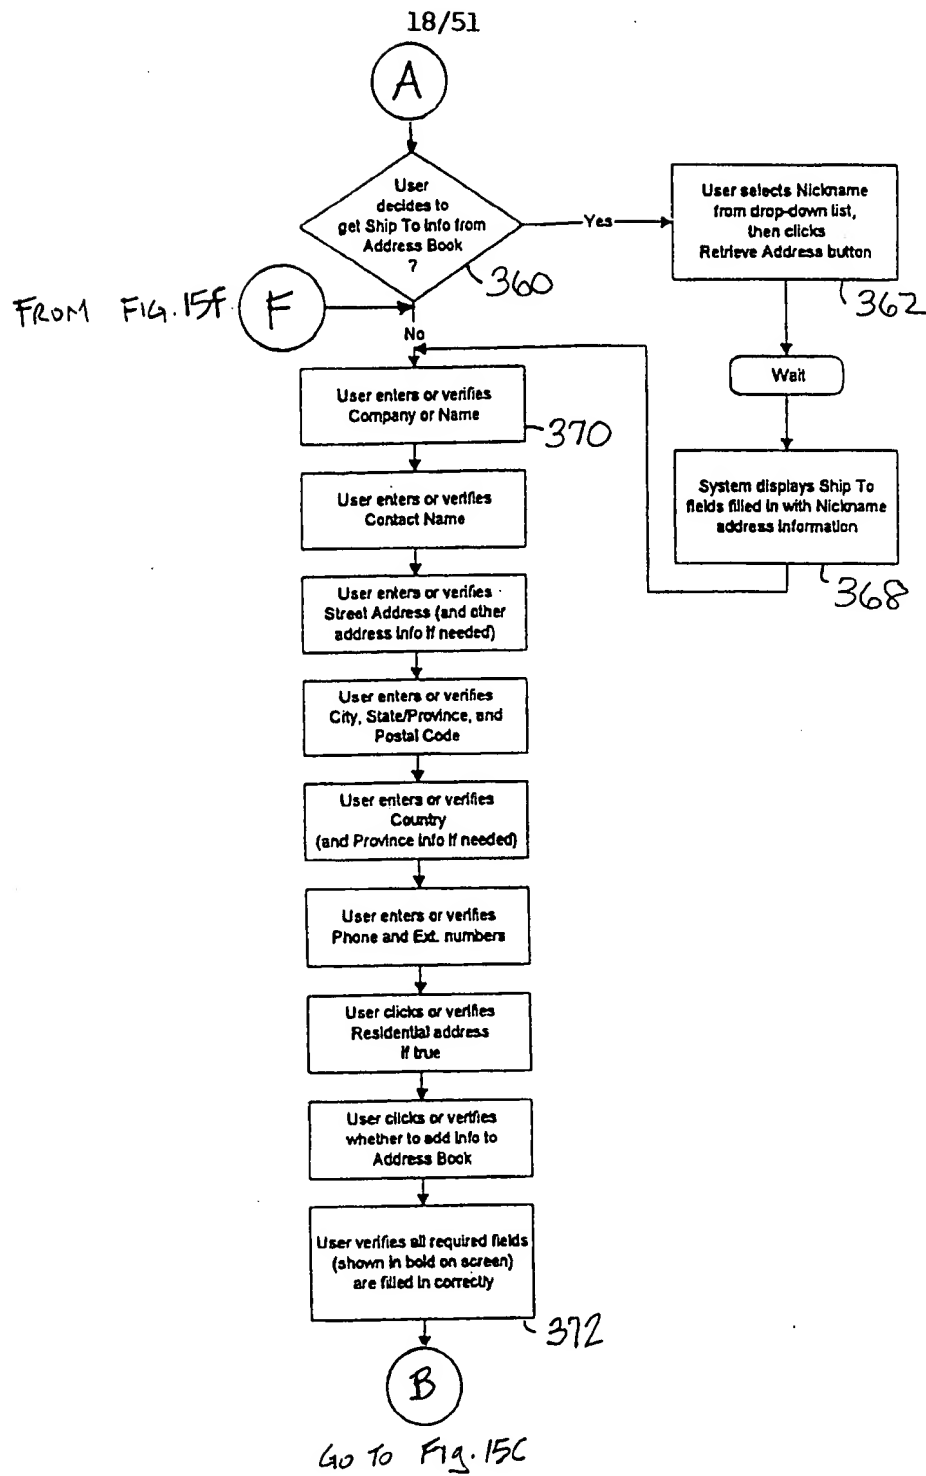 18/51
A
User
decides to
get Ship To Info from
Address Book
?
360
Yes
User selects Nickname
from drop-down list,
then clicks
Retrieve Address button
362
FROM FIG. 15f.
F
No
Wait
User enters or verifies
Company or Name
370
System displays Ship To
fields filled in with Nickname
address information
368
User enters or verifies
Contact Name
User enters or verifies
Street Address (and other
address info if needed)
User enters or verifies
City, State/Province, and
Postal Code
User enters or verifies
Country
(and Province info if needed)
User enters or verifies
Phone and Ext. numbers
User clicks or verifies
Residential address
if true
User clicks or verifies
whether to add info to
Address Book
User verifies all required fields
(shown in bold on screen)
are filled in correctly
372
B
Go To Fig. 15C